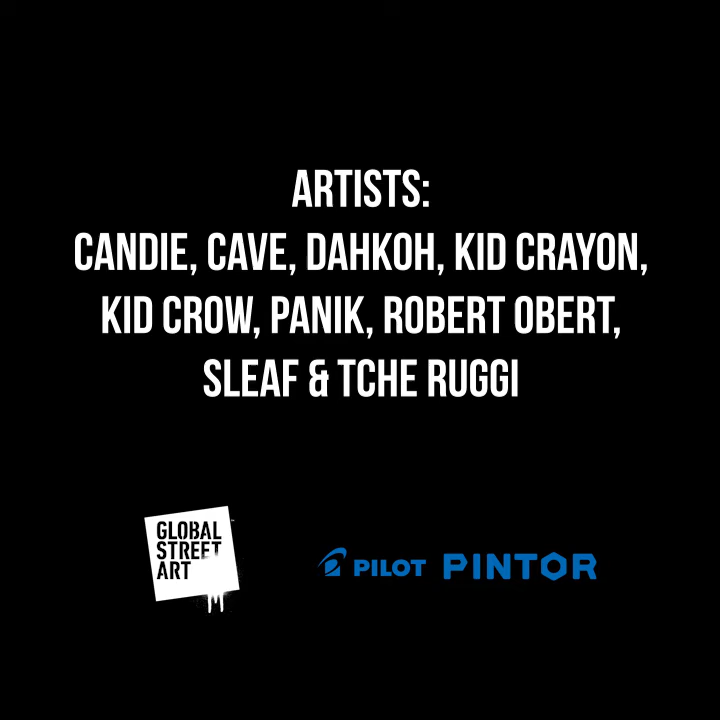 ARTISTS:
CANDIE, CAVE, DAHKOH, KID CRAYON,
KID CROW, PANIK, ROBERT OBERT,
SLEAF & TCHE RUGGI
GLOBAL
STREET
ART
PILOT PINTOR